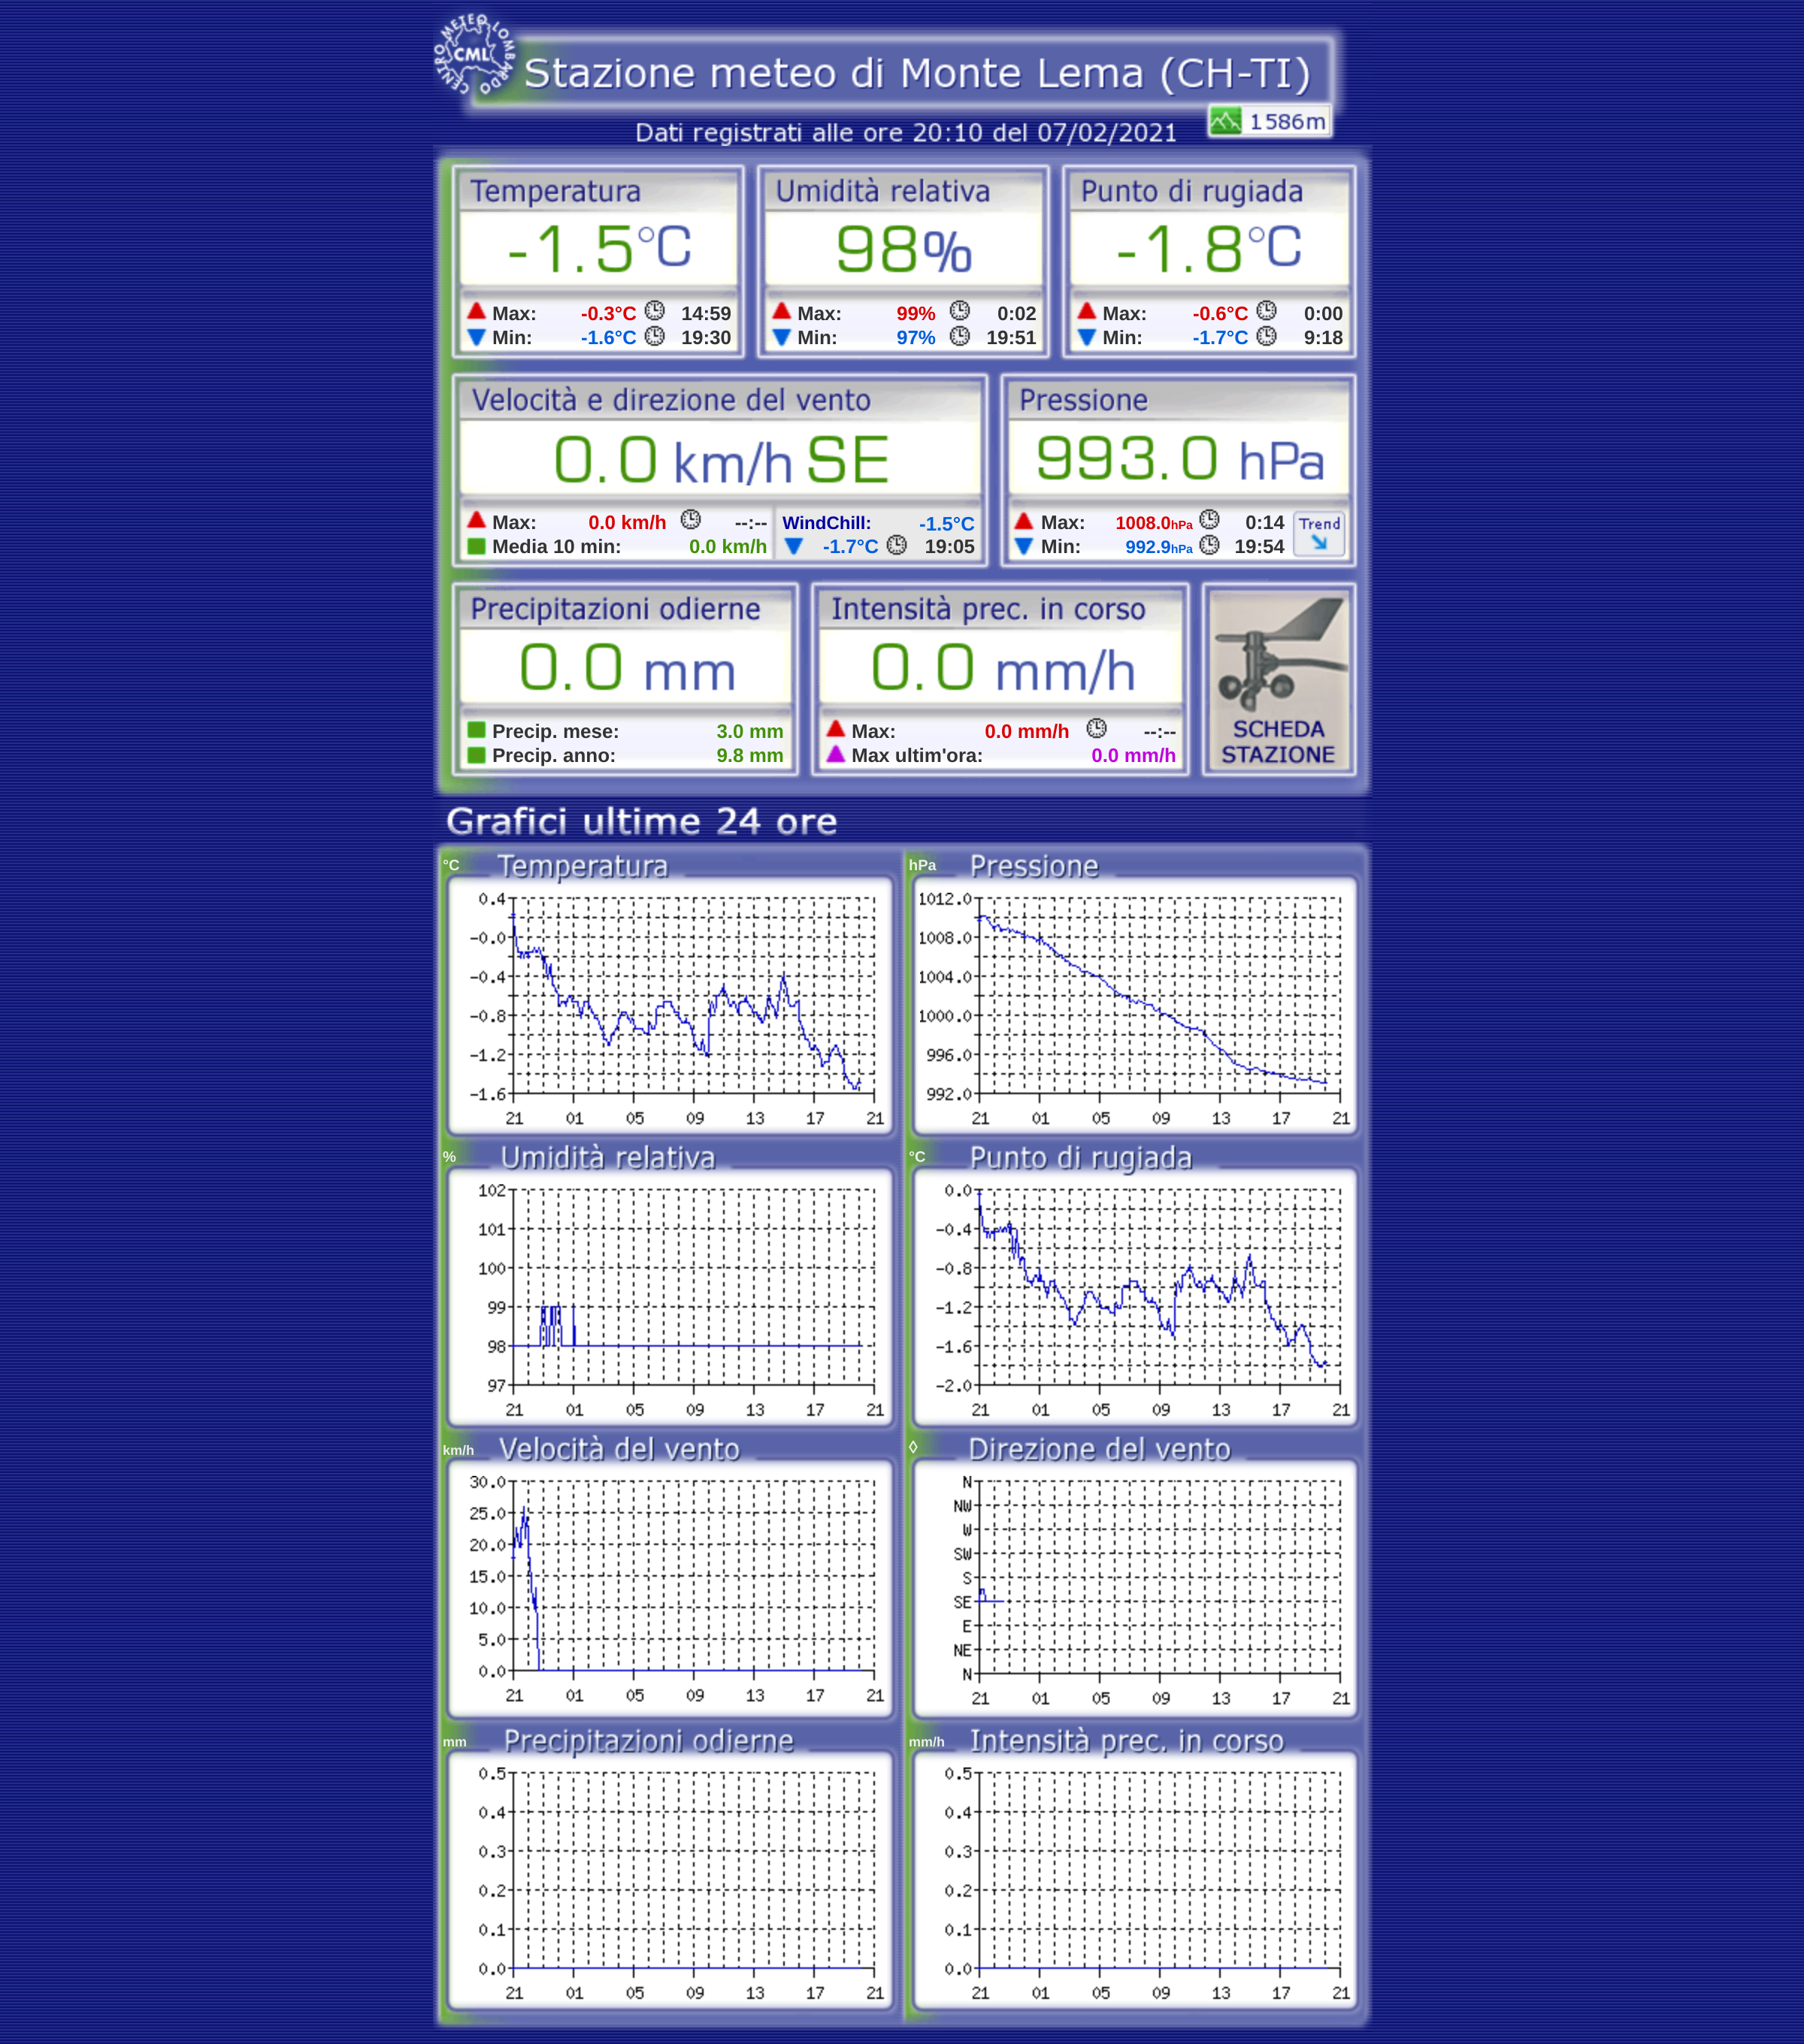 CENTRO METEO LOMBARDO
CML
Stazione meteo di Monte Lema (CH-TI)
1586m
Dati registrati alle ore 20:10 del 07/02/2021
Temperatura
-1.5°C
Max: -0.3°C 14:59
Min: -1.6°C 19:30
Umidità relativa
98%
Max: 99% 0:02
Min: 97% 19:51
Punto di rugiada
-1.8°C
Max: -0.6°C 0:00
Min: -1.7°C 9:18
Velocità e direzione del vento
0.0 km/h SE
Max: 0.0 km/h --:--
Media 10 min: 0.0 km/h
WindChill: -1.5°C
-1.7°C 19:05
Pressione
993.0 hPa
Max: 1008.0hPa 0:14
Min: 992.9hPa 19:54
Trend
Precipitazioni odierne
0.0 mm
Precip. mese: 3.0 mm
Precip. anno: 9.8 mm
Intensità prec. in corso
0.0 mm/h
Max: 0.0 mm/h --:--
Max ultim'ora: 0.0 mm/h
SCHEDA
STAZIONE
Grafici ultime 24 ore
°C Temperatura
0.4
-0.0
-0.4
-0.8
-1.2
-1.6
21 01 05 09 13 17 21
hPa Pressione
1012.0
1008.0
1004.0
1000.0
996.0
992.0
21 01 05 09 13 17 21
% Umidità relativa
102
101
100
99
98
97
21 01 05 09 13 17 21
°C Punto di rugiada
0.0
-0.4
-0.8
-1.2
-1.6
-2.0
21 01 05 09 13 17 21
km/h Velocità del vento
30.0
25.0
20.0
15.0
10.0
5.0
0.0
21 01 05 09 13 17 21
◊ Direzione del vento
N
NW
W
SW
S
SE
E
NE
N
21 01 05 09 13 17 21
mm Precipitazioni odierne
0.5
0.4
0.3
0.2
0.1
0.0
21 01 05 09 13 17 21
mm/h Intensità prec. in corso
0.5
0.4
0.3
0.2
0.1
0.0
21 01 05 09 13 17 21